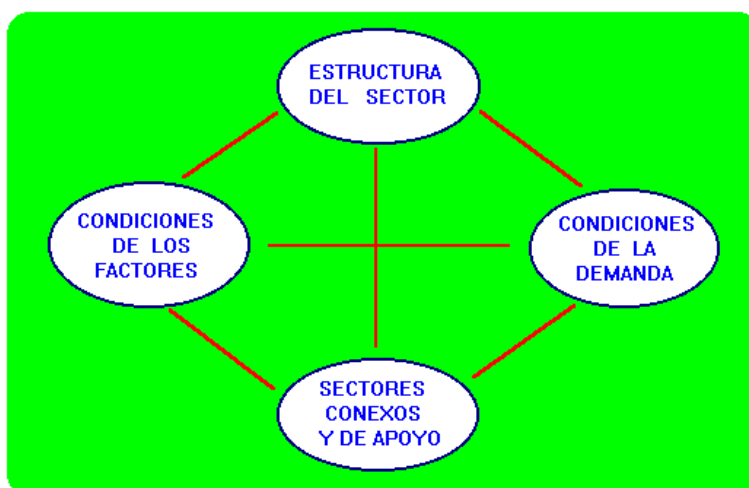 ESTRUCTURA
DEL SECTOR
CONDICIONES
DE LOS
FACTORES
CONDICIONES
DE LA
DEMANDA
SECTORES
CONEXOS
Y DE APOYO